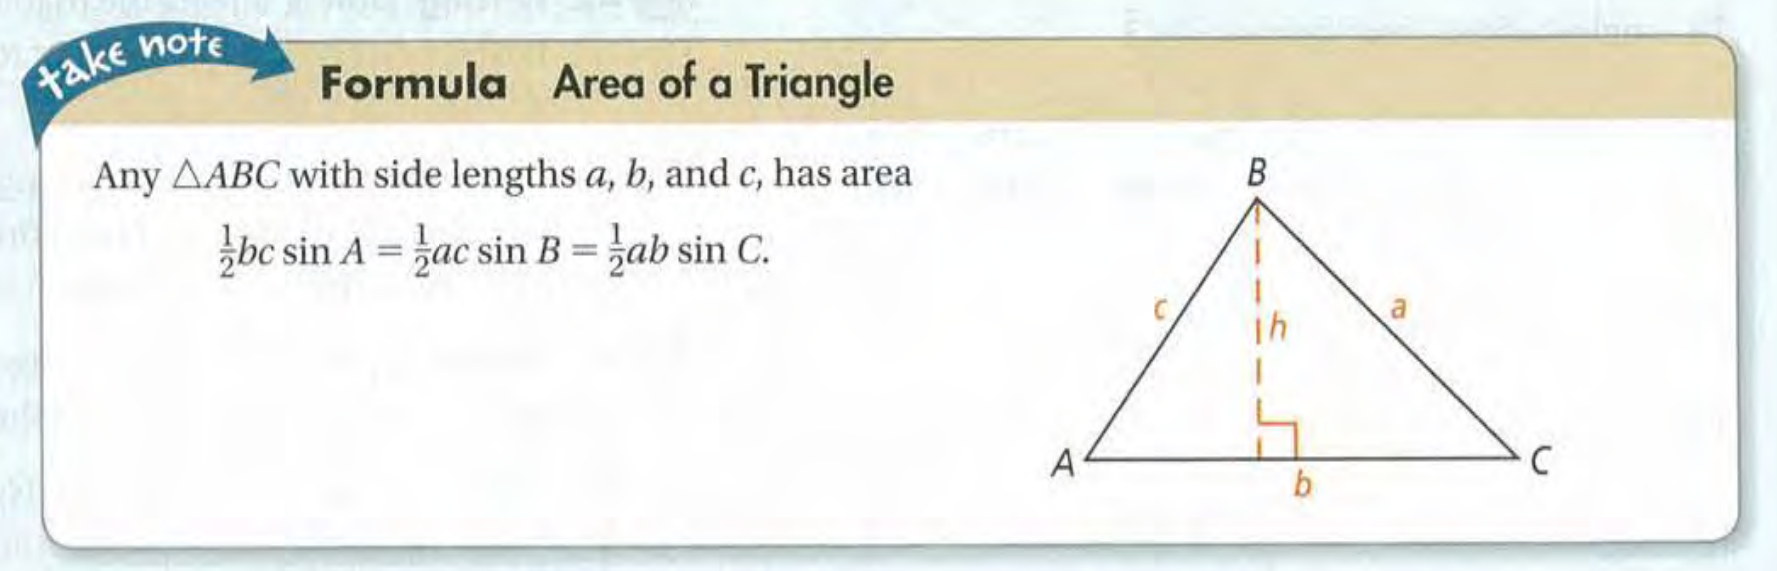 take note
Formula Area of a Triangle
Any △ABC with side lengths a, b, and c, has area
½bc sin A = ½ac sin B = ½ab sin C.
B
c
a
h
A
C
b